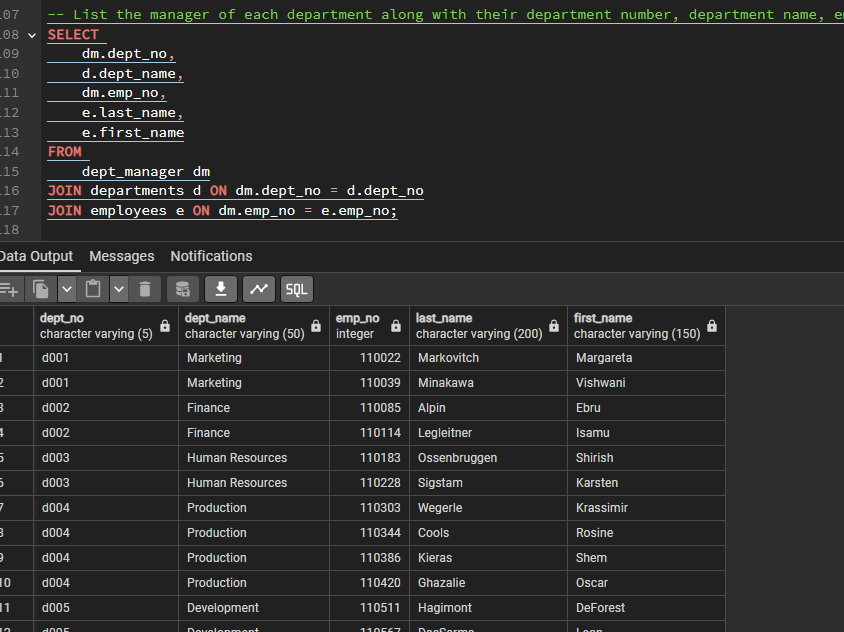 07 -- List the manager of each department along with their department number, department name,
08 SELECT
09 dm.dept_no,
10 d.dept_name,
11 dm.emp_no,
12 e.last_name,
13 e.first_name
14 FROM
15 dept_manager dm
16 JOIN departments d ON dm.dept_no = d.dept_no
17 JOIN employees e ON dm.emp_no = e.emp_no;
18
Data Output Messages Notifications
SQL
dept_no dept_name emp_no last_name first_name
character varying (5) character varying (50) integer character varying (200) character varying (150)
1 d001 Marketing 110022 Markovitch Margareta
2 d001 Marketing 110039 Minakawa Vishwani
3 d002 Finance 110085 Alpin Ebru
4 d002 Finance 110114 Legleitner Isamu
5 d003 Human Resources 110183 Ossenbruggen Shirish
6 d003 Human Resources 110228 Sigstam Karsten
7 d004 Production 110303 Wegerle Krassimir
8 d004 Production 110344 Cools Rosine
9 d004 Production 110386 Kieras Shem
10 d004 Production 110420 Ghazalie Oscar
11 d005 Development 110511 Hagimont DeForest
12 d005 Development 110567